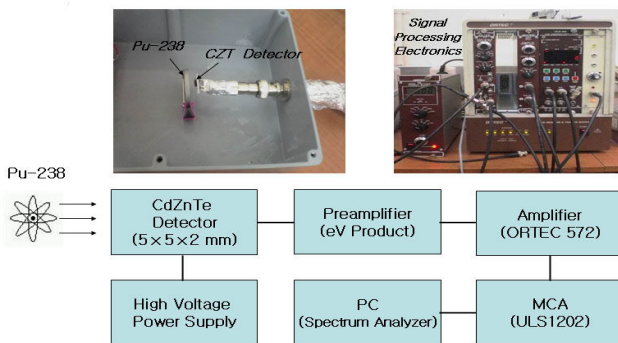 Pu-238
CZT Detector
Signal
Processing
Electronics
ORTEC
Pu-238
CdZnTe
Detector
(5×5×2 mm)
Preamplifier
(eV Product)
Amplifier
(ORTEC 572)
High Voltage
Power Supply
PC
(Spectrum Analyzer)
MCA
(ULS1202)